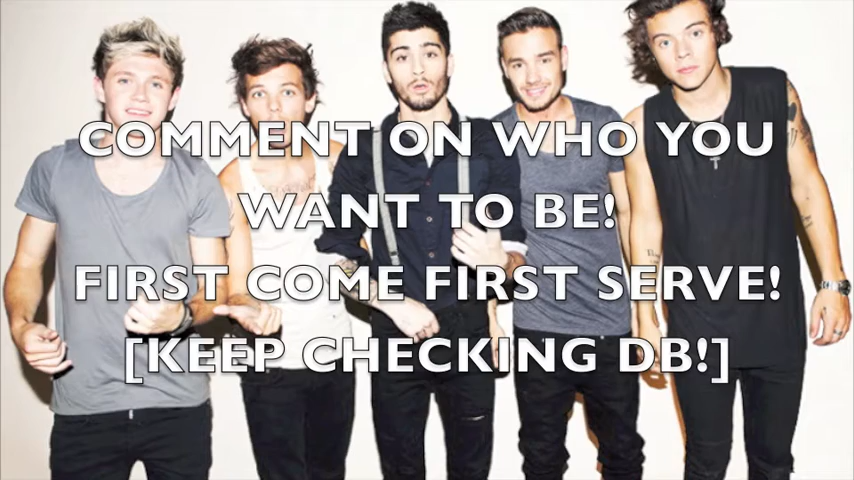 COMMENT ON WHO YOU
WANT TO BE!
FIRST COME FIRST SERVE!
[KEEP CHECKING DB!]